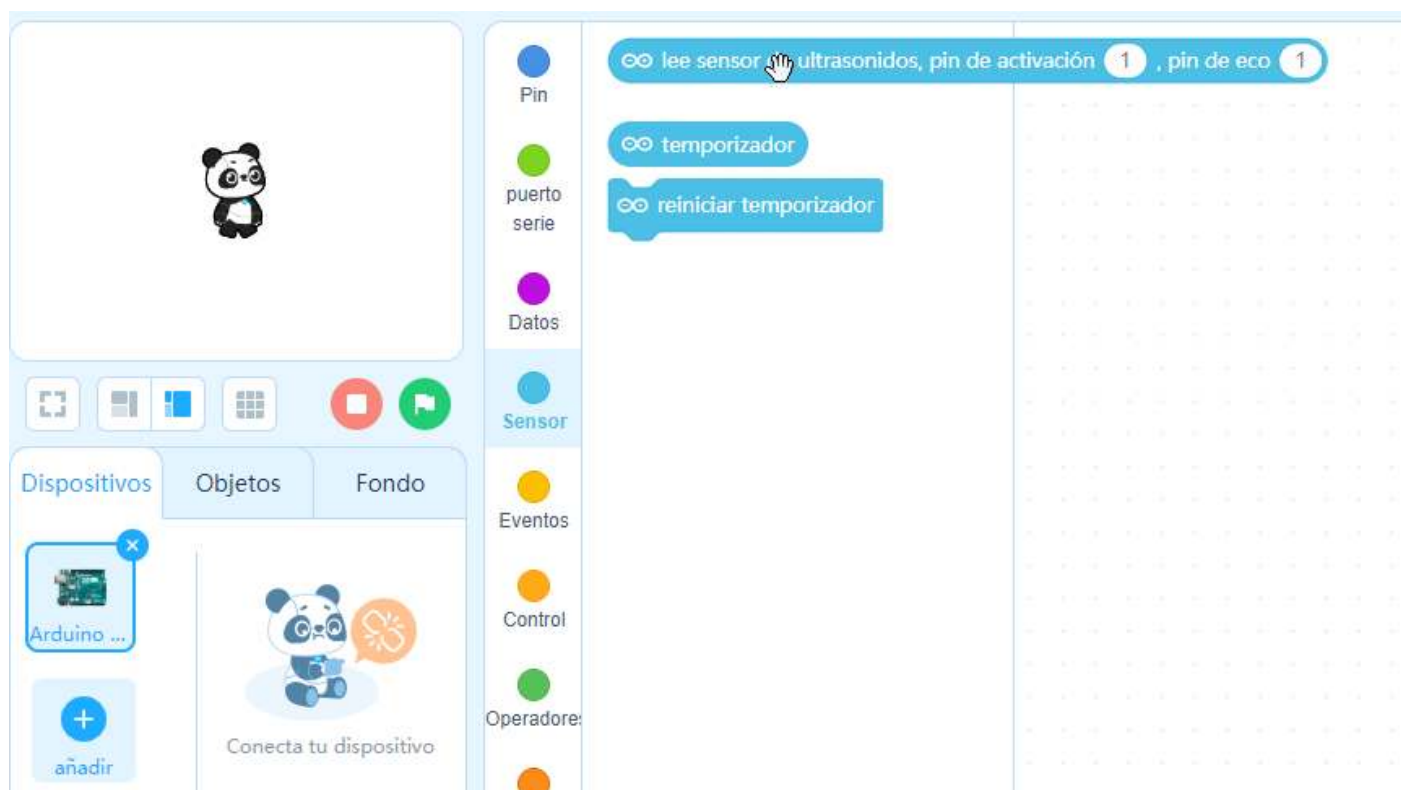 lee sensor ultrasonidos, pin de activación 1 , pin de eco 1
temporizador
reiniciar temporizador
Pin
puerto
serie
Datos
Sensor
Eventos
Control
Operadores
Dispositivos
Objetos
Fondo
Arduino ...
añadir
Conecta tu dispositivo